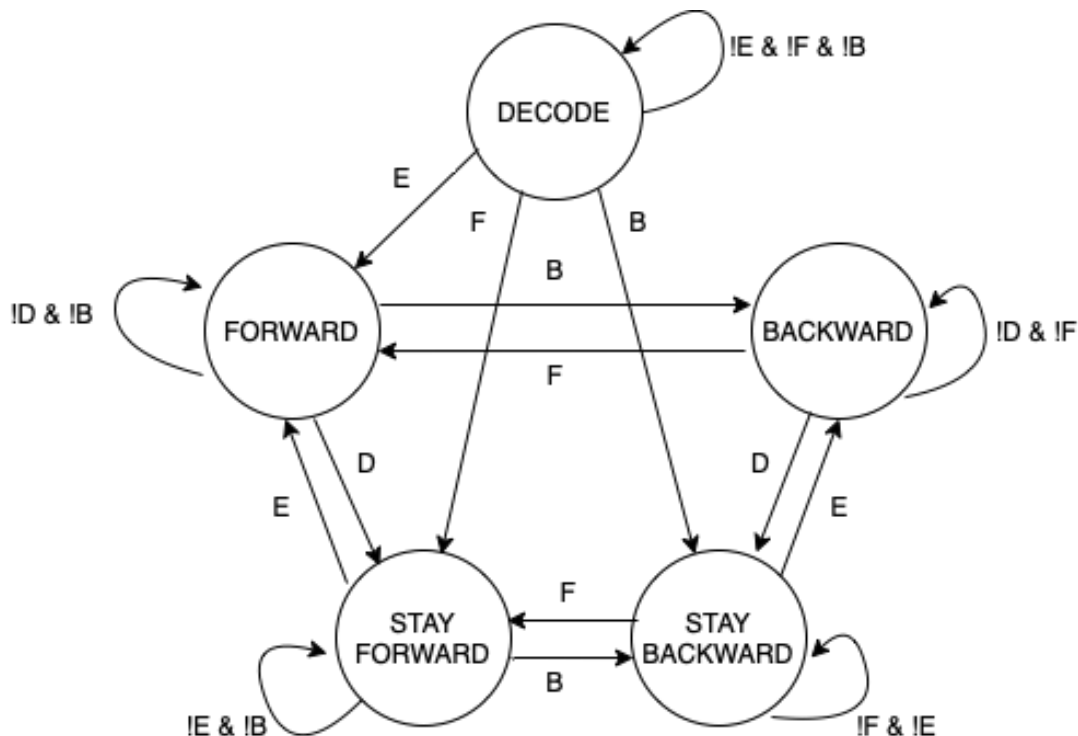 !E & !F & !B
DECODE
E
F
B
B
!D & !B
FORWARD
BACKWARD
!D & !F
F
D
D
E
E
F
STAY
FORWARD
STAY
BACKWARD
B
!E & !B
!F & !E